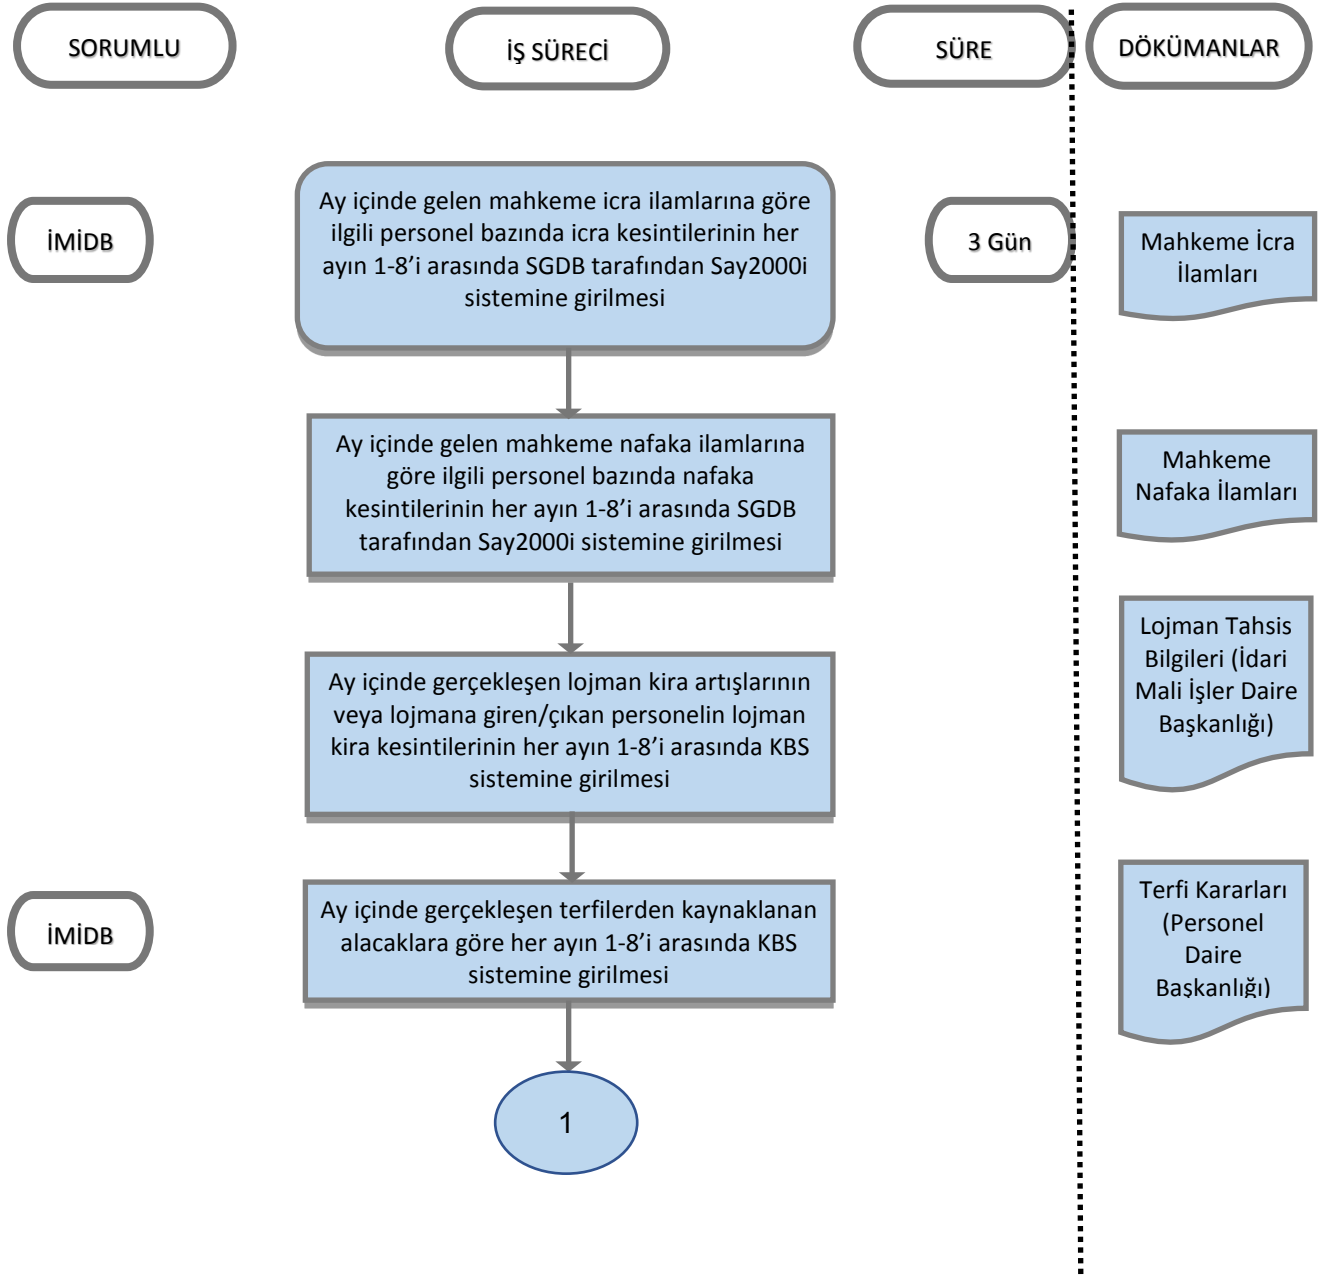 SORUMLU
İŞ SÜRECİ
SÜRE
DÖKÜMANLAR
İMİDB
Ay içinde gelen mahkeme icra ilamlarına göre
ilgili personel bazında icra kesintilerinin her
ayın 1-8’i arasında SGDB tarafından Say2000i
sistemine girilmesi
3 Gün
Mahkeme İcra
İlamları
Ay içinde gelen mahkeme nafaka ilamlarına
göre ilgili personel bazında nafaka
kesintilerinin her ayın 1-8’i arasında SGDB
tarafından Say2000i sistemine girilmesi
Mahkeme
Nafaka İlamları
Ay içinde gerçekleşen lojman kira artışlarının
veya lojmana giren/çıkan personelin lojman
kira kesintilerinin her ayın 1-8’i arasında KBS
sistemine girilmesi
Lojman Tahsis
Bilgileri (İdari
Mali İşler Daire
Başkanlığı)
İMİDB
Ay içinde gerçekleşen terfilerden kaynaklanan
alacaklara göre her ayın 1-8’i arasında KBS
sistemine girilmesi
Terfi Kararları
(Personel
Daire
Başkanlığı)
1